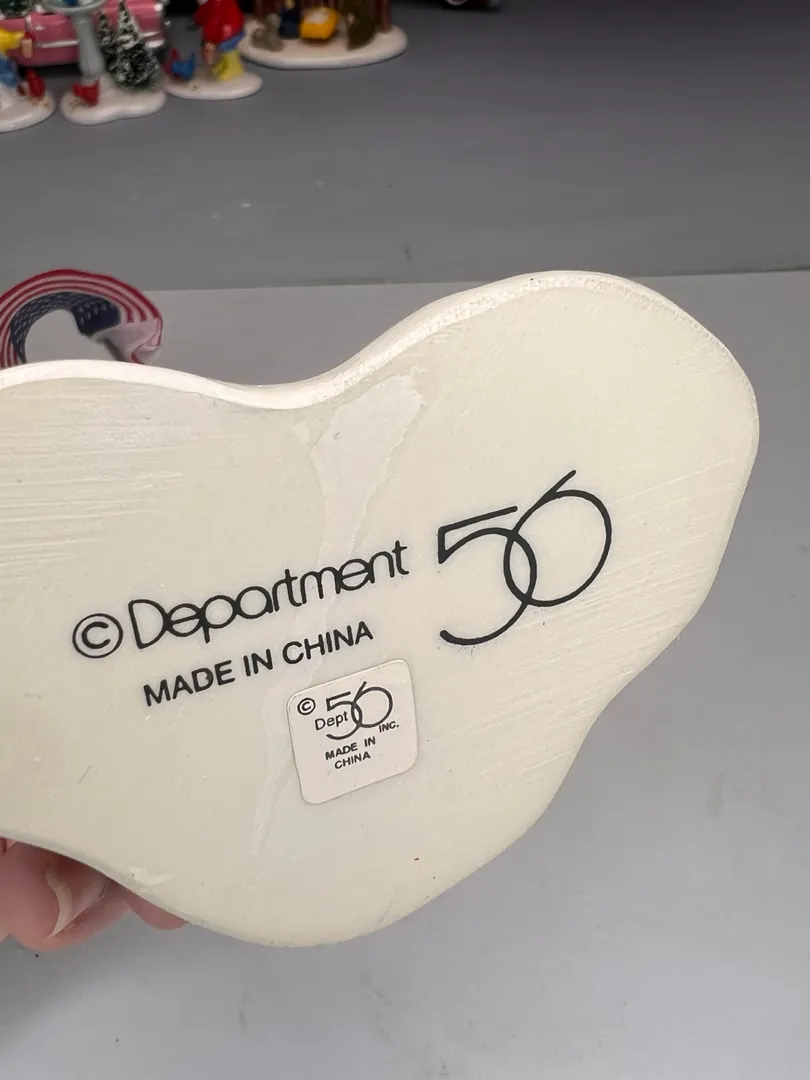 © Department 56
MADE IN CHINA
© Dept 56 INC.
MADE IN
CHINA